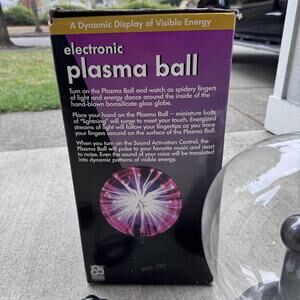 A Dynamic Display of Visible Energy
electronic
plasma ball
Turn on the Plasma Ball and watch as spidery fingers
of light and energy dance around the inside of the
hand-blown borosilicate glass globe.
Place your hand on the Plasma Ball – miniature bolts
of "lightning" will surge to meet your touch. Energized
streams of light will follow your fingertips as you trace
your fingers around on the surface of the Plasma Ball.
When you turn on the Sound Activation Control, the
Plasma Ball will pulse to your favorite music and react
to noise. Even the sound of your voice will be translated
into dynamic patterns of visible energy.